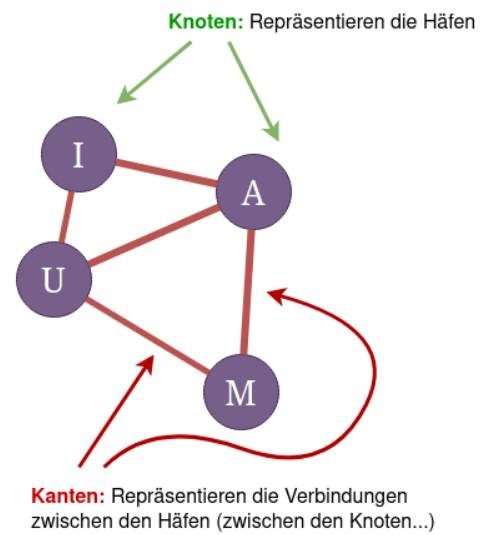 Knoten: Repräsentieren die Häfen
I
A
U
M
Kanten: Repräsentieren die Verbindungen
zwischen den Häfen (zwischen den Knoten...)